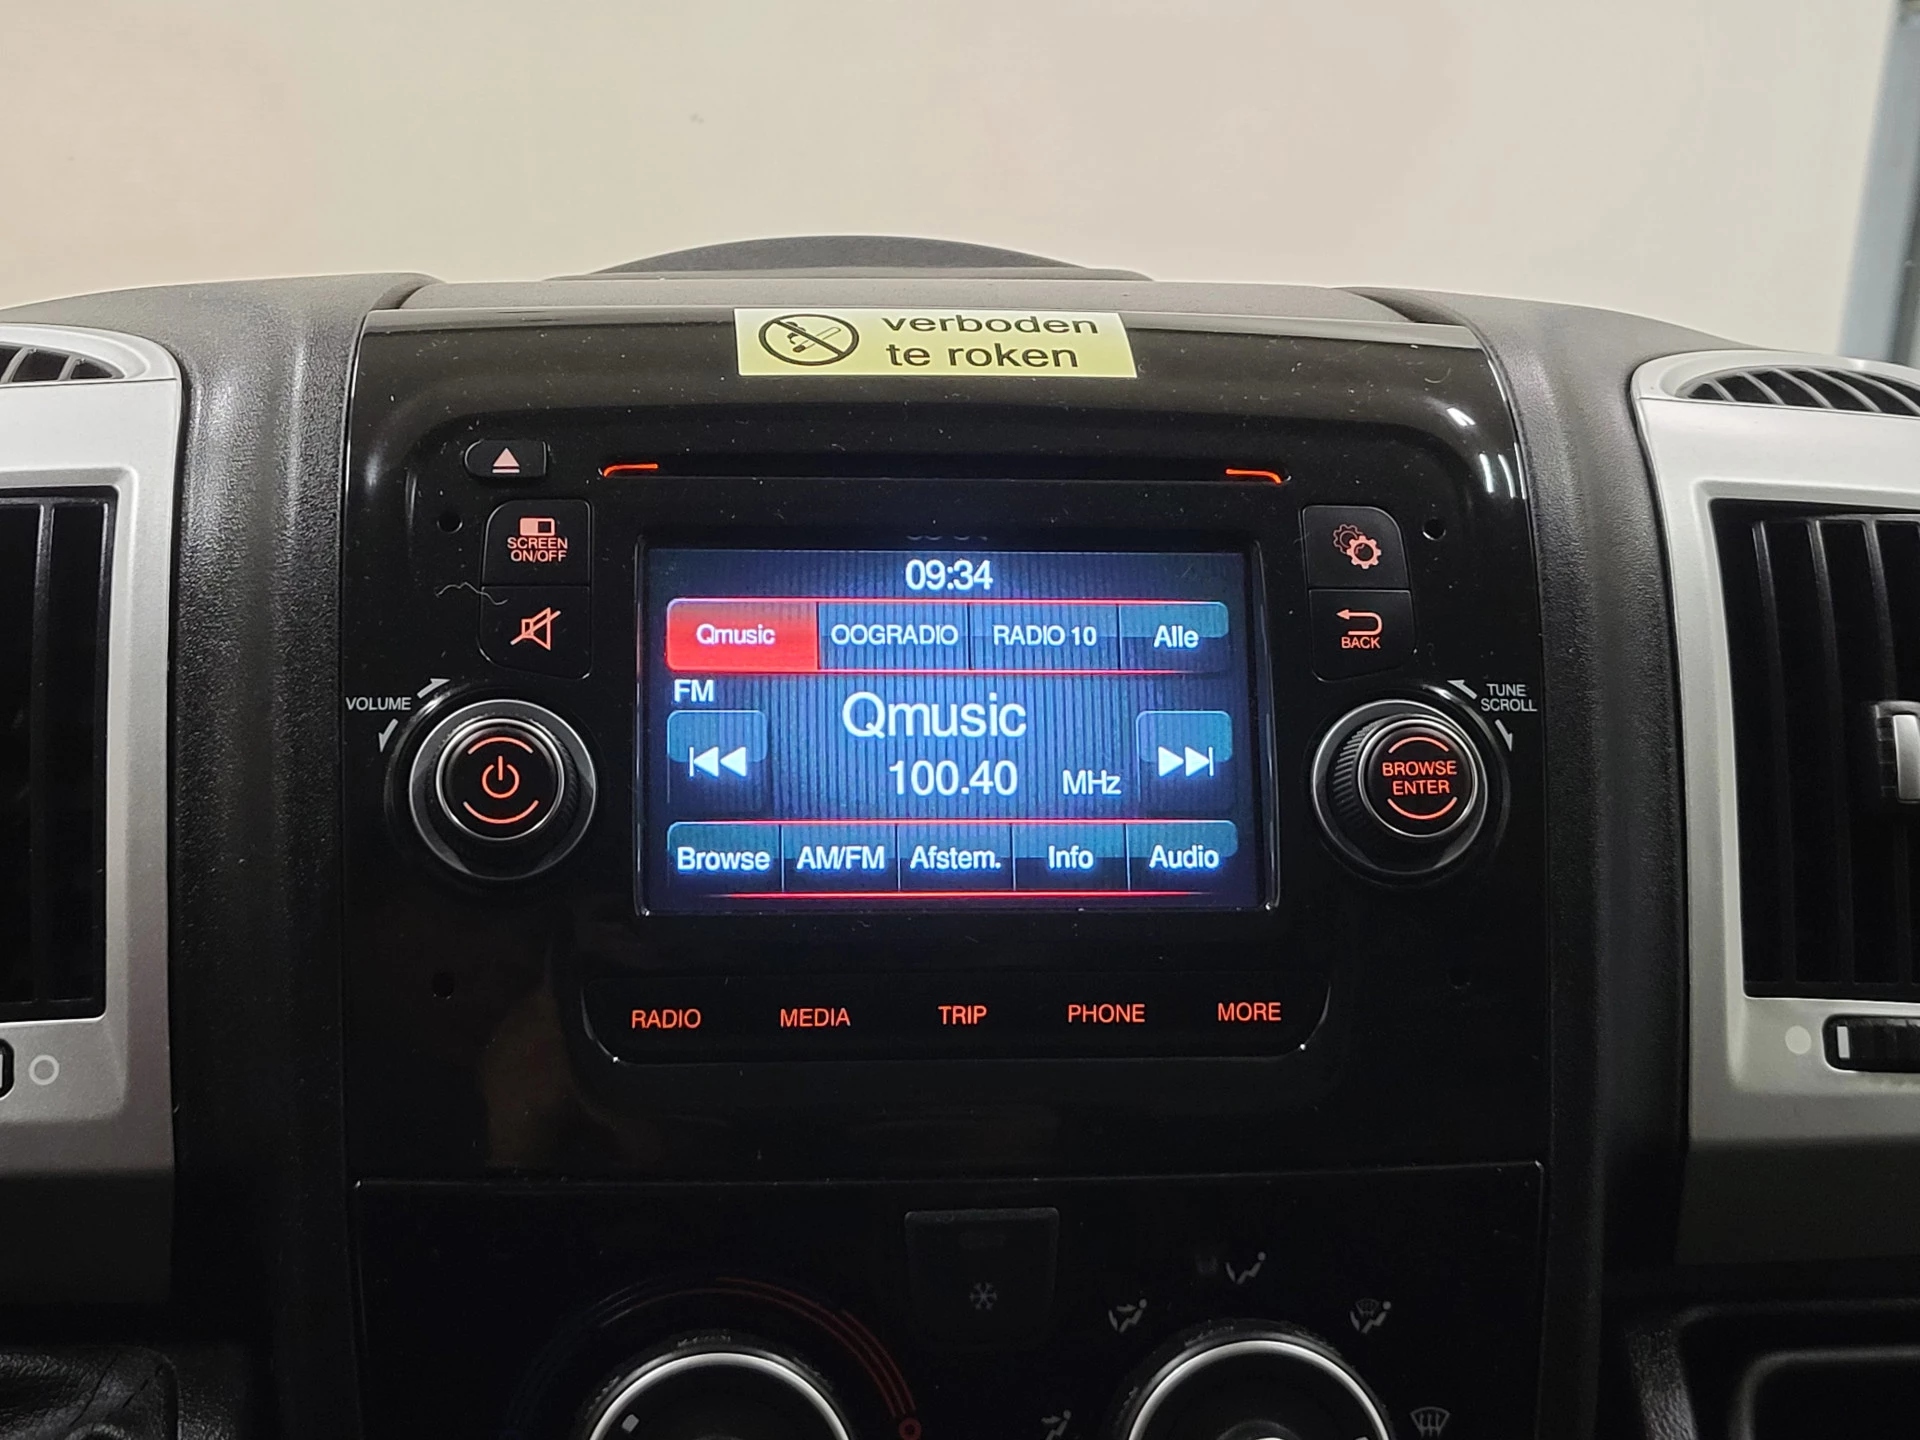 verboden
te roken
SCREEN
ON/OFF
09:34
Qmusic OOGRADIO RADIO 10 Alle
BACK
FM
VOLUME
TUNE
SCROLL
Qmusic
100.40 MHz
BROWSE
ENTER
Browse AM/FM Afstem. Info Audio
RADIO MEDIA TRIP PHONE MORE